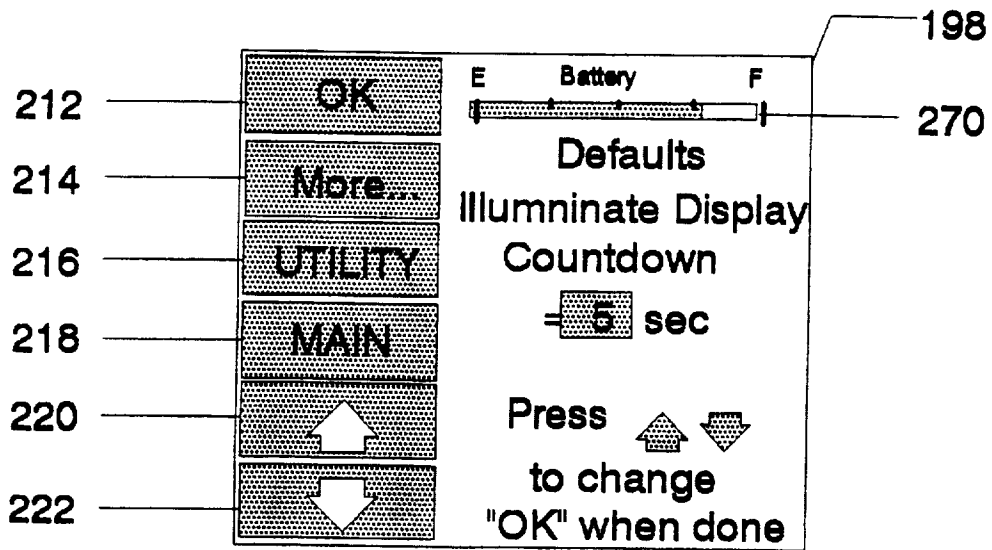 198
212
OK
E Battery F
270
Defaults
214
More...
Illumninate Display
216
UTILITY
Countdown
= 5 sec
218
MAIN
220
Press
to change
222
"OK" when done